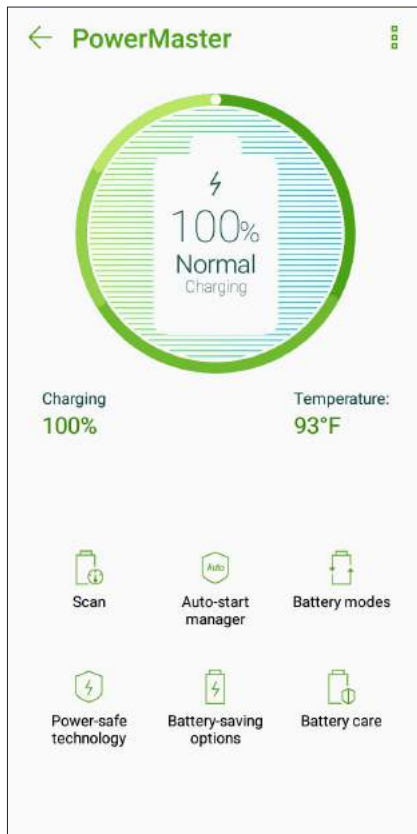 PowerMaster
100%
Normal
Charging
Charging
100%
Temperature:
93°F
Scan
Auto
Auto-start
manager
Battery modes
Power-safe
technology
Battery-saving
options
Battery care